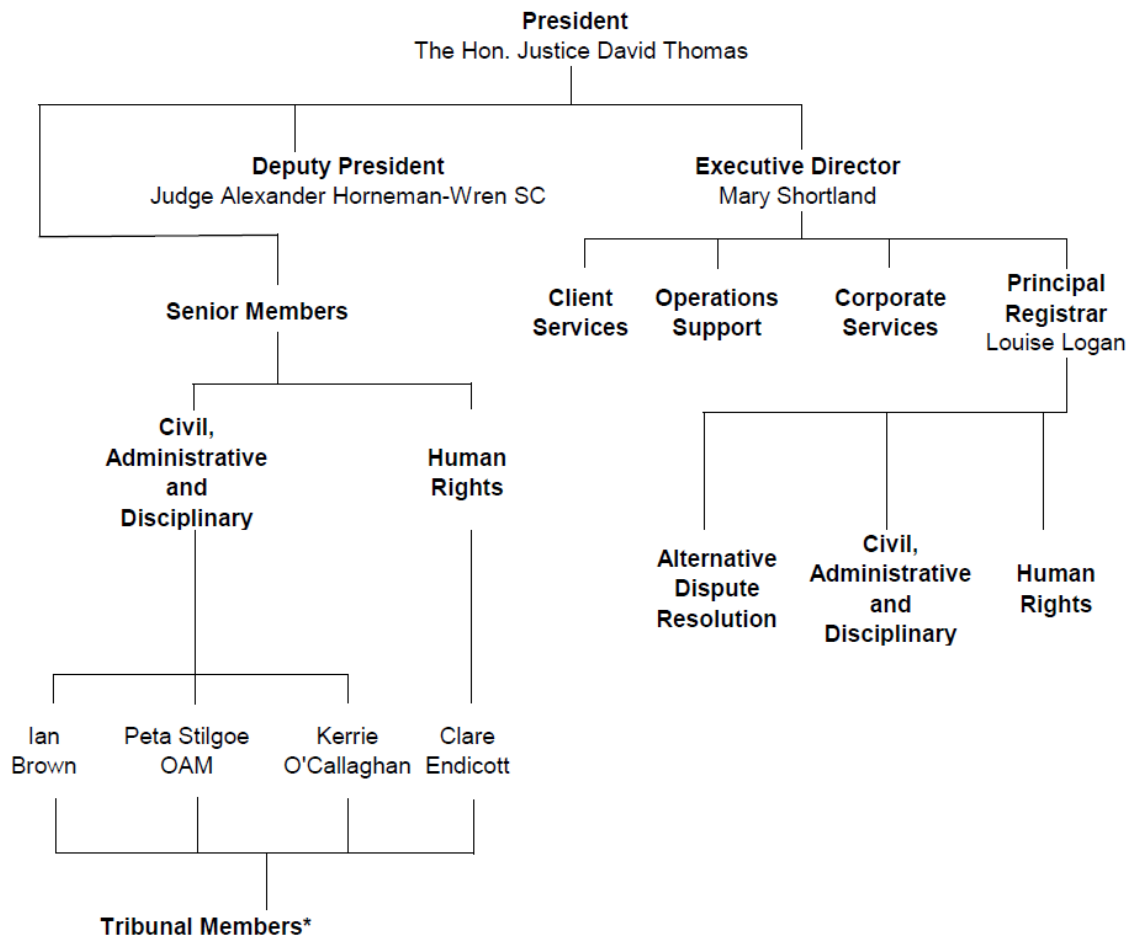 President
The Hon. Justice David Thomas
Deputy President
Judge Alexander Horneman-Wren SC
Executive Director
Mary Shortland
Senior Members
Client
Services
Operations
Support
Corporate
Services
Principal
Registrar
Louise Logan
Civil,
Administrative
and
Disciplinary
Human
Rights
Alternative
Dispute
Resolution
Civil,
Administrative
and
Disciplinary
Human
Rights
Ian
Brown
Peta Stilgoe
OAM
Kerrie
O'Callaghan
Clare
Endicott
Tribunal Members*